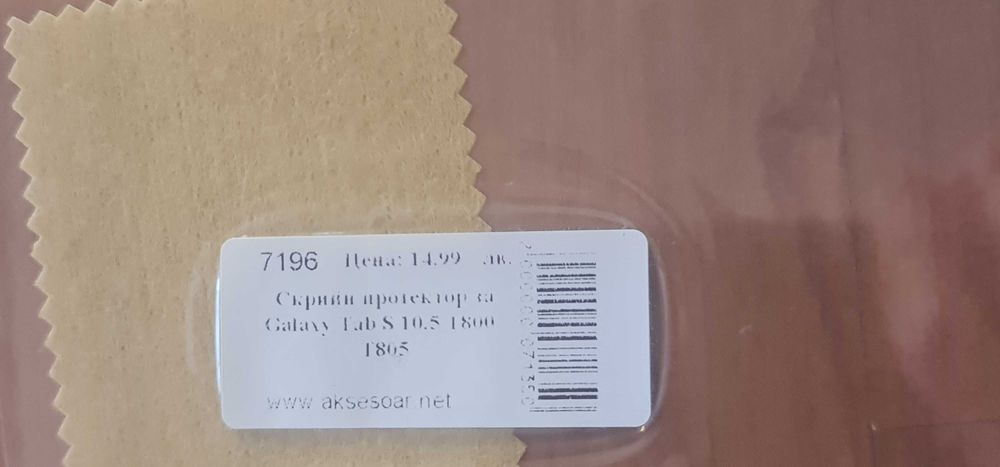 7196 Цена: 14.99 лв.
Скрийн протектор за
Galaxy Tab S 10.5 T800
T805
www.aksesoar.net